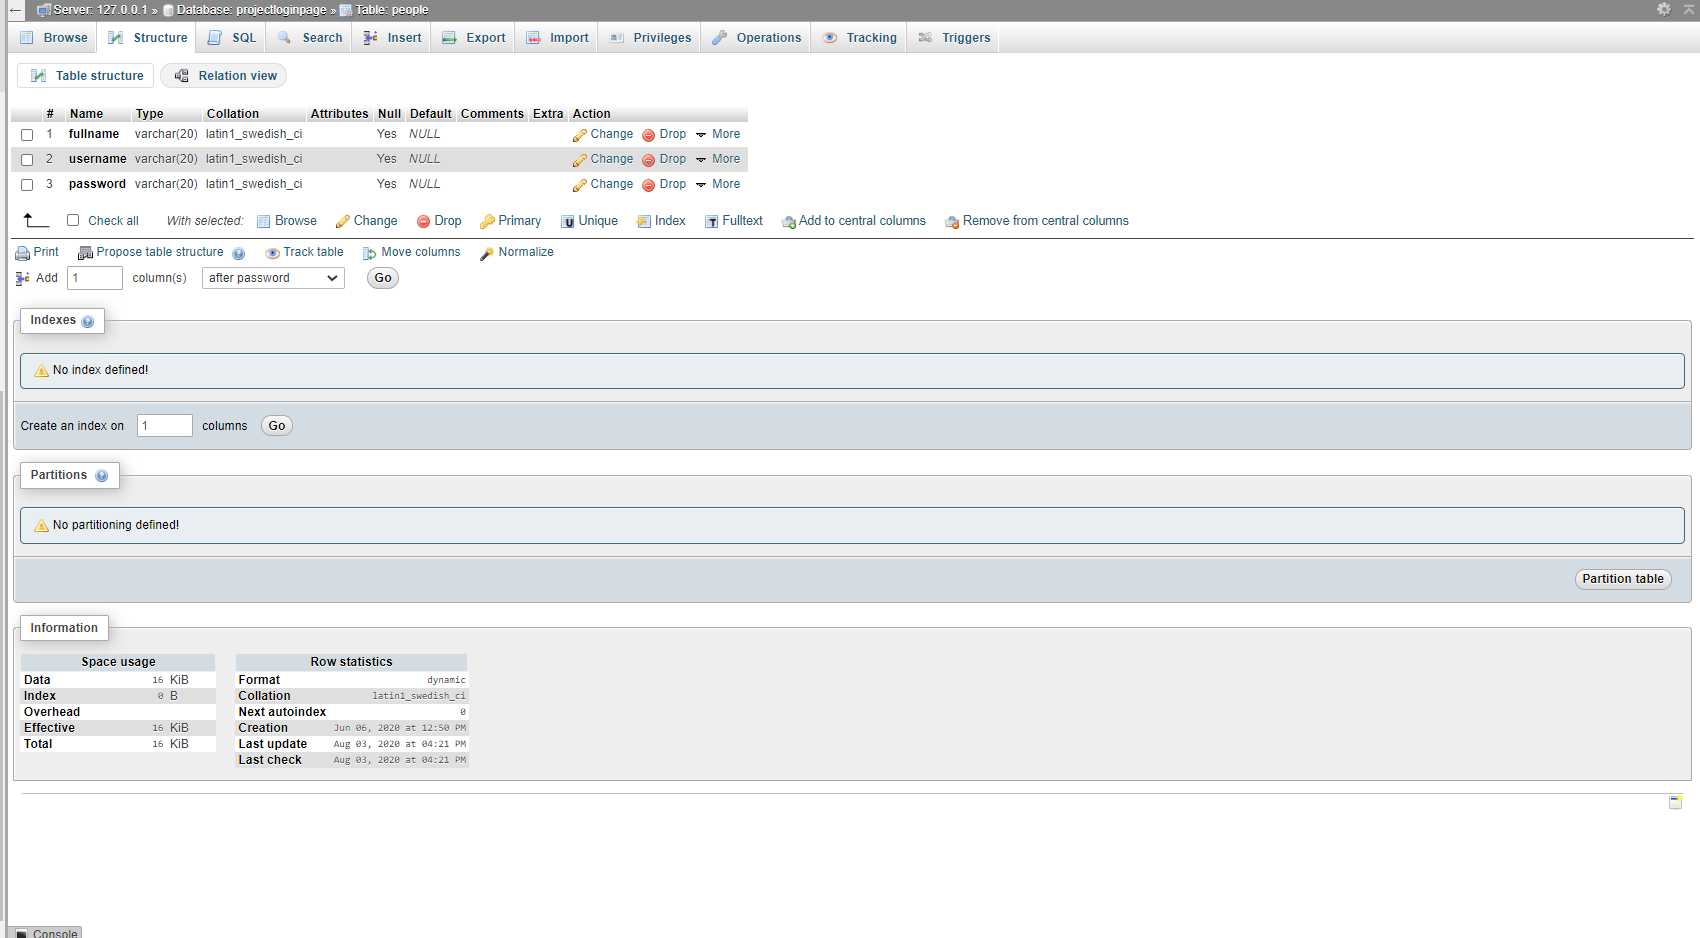 Server: 127.0.0.1 » Database: projectloginpage » Table: people
Browse Structure SQL Search Insert Export Import Privileges Operations Tracking Triggers
Table structure Relation view
# Name Type Collation Attributes Null Default Comments Extra Action
1 fullname varchar(20) latin1_swedish_ci Yes NULL Change Drop More
2 username varchar(20) latin1_swedish_ci Yes NULL Change Drop More
3 password varchar(20) latin1_swedish_ci Yes NULL Change Drop More
Check all With selected: Browse Change Drop Primary Unique Index Fulltext Add to central columns Remove from central columns
Print Propose table structure Track table Move columns Normalize
Add 1 column(s) after password Go
Indexes
No index defined!
Create an index on 1 columns Go
Partitions
No partitioning defined!
Partition table
Information
Space usage
Data 16 KiB
Index 0 B
Overhead
Effective 16 KiB
Total 16 KiB
Row statistics
Format dynamic
Collation latin1_swedish_ci
Next autoindex 0
Creation Jun 06, 2020 at 12:50 PM
Last update Aug 03, 2020 at 04:21 PM
Last check Aug 03, 2020 at 04:21 PM
Console